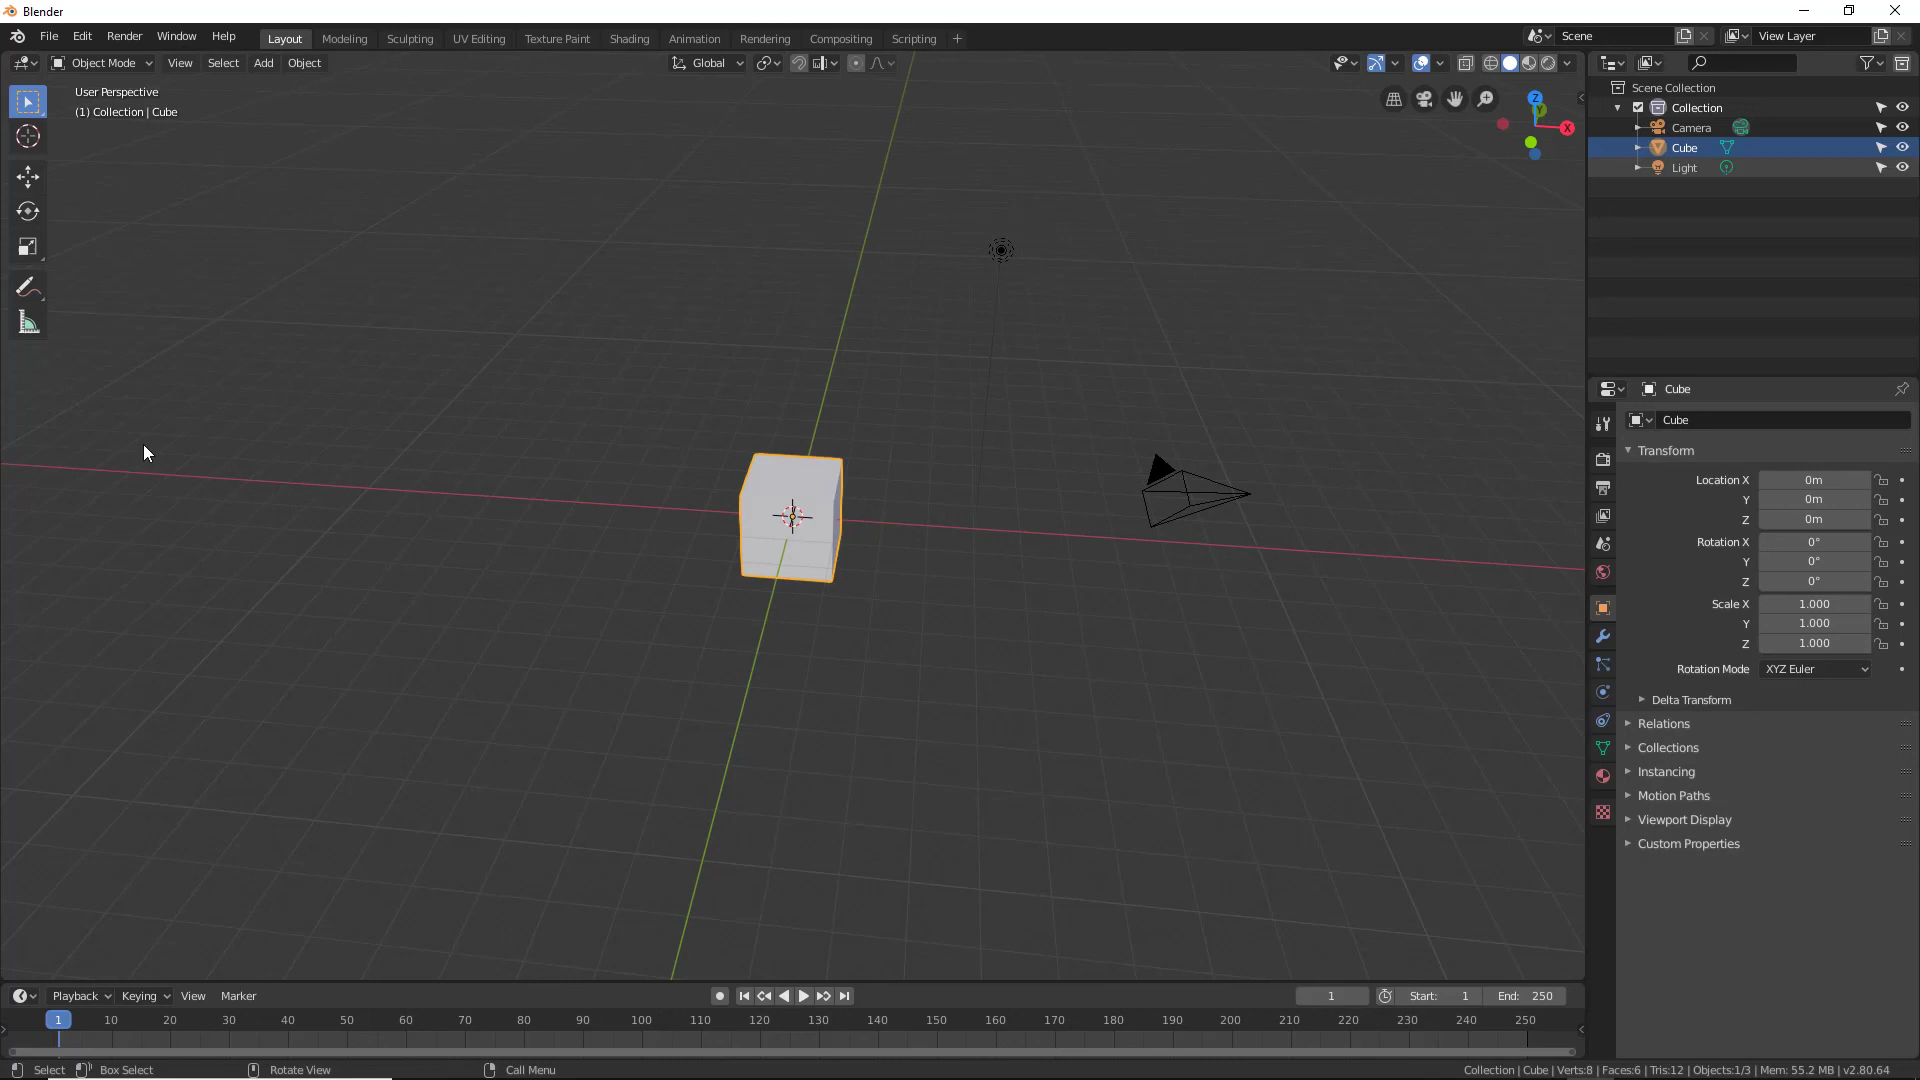 Blender
File Edit Render Window Help Layout Modeling Sculpting UV Editing Texture Paint Shading Animation Rendering Compositing Scripting + Scene View Layer
Object Mode View Select Add Object Global
User Perspective
(1) Collection | Cube
Z
Y
X
Scene Collection
Collection
Camera
Cube
Light
Cube
Cube
Transform
Location X 0m
Y 0m
Z 0m
Rotation X 0°
Y 0°
Z 0°
Scale X 1.000
Y 1.000
Z 1.000
Rotation Mode XYZ Euler
Delta Transform
Relations
Collections
Instancing
Motion Paths
Viewport Display
Custom Properties
Playback Keying View Marker 1 Start: 1 End: 250
1 10 20 30 40 50 60 70 80 90 100 110 120 130 140 150 160 170 180 190 200 210 220 230 240 250
Select Box Select Rotate View Call Menu Collection | Cube | Verts:8 | Faces:6 | Tris:12 | Objects:1/3 | Mem: 55.2 MB | v2.80.64